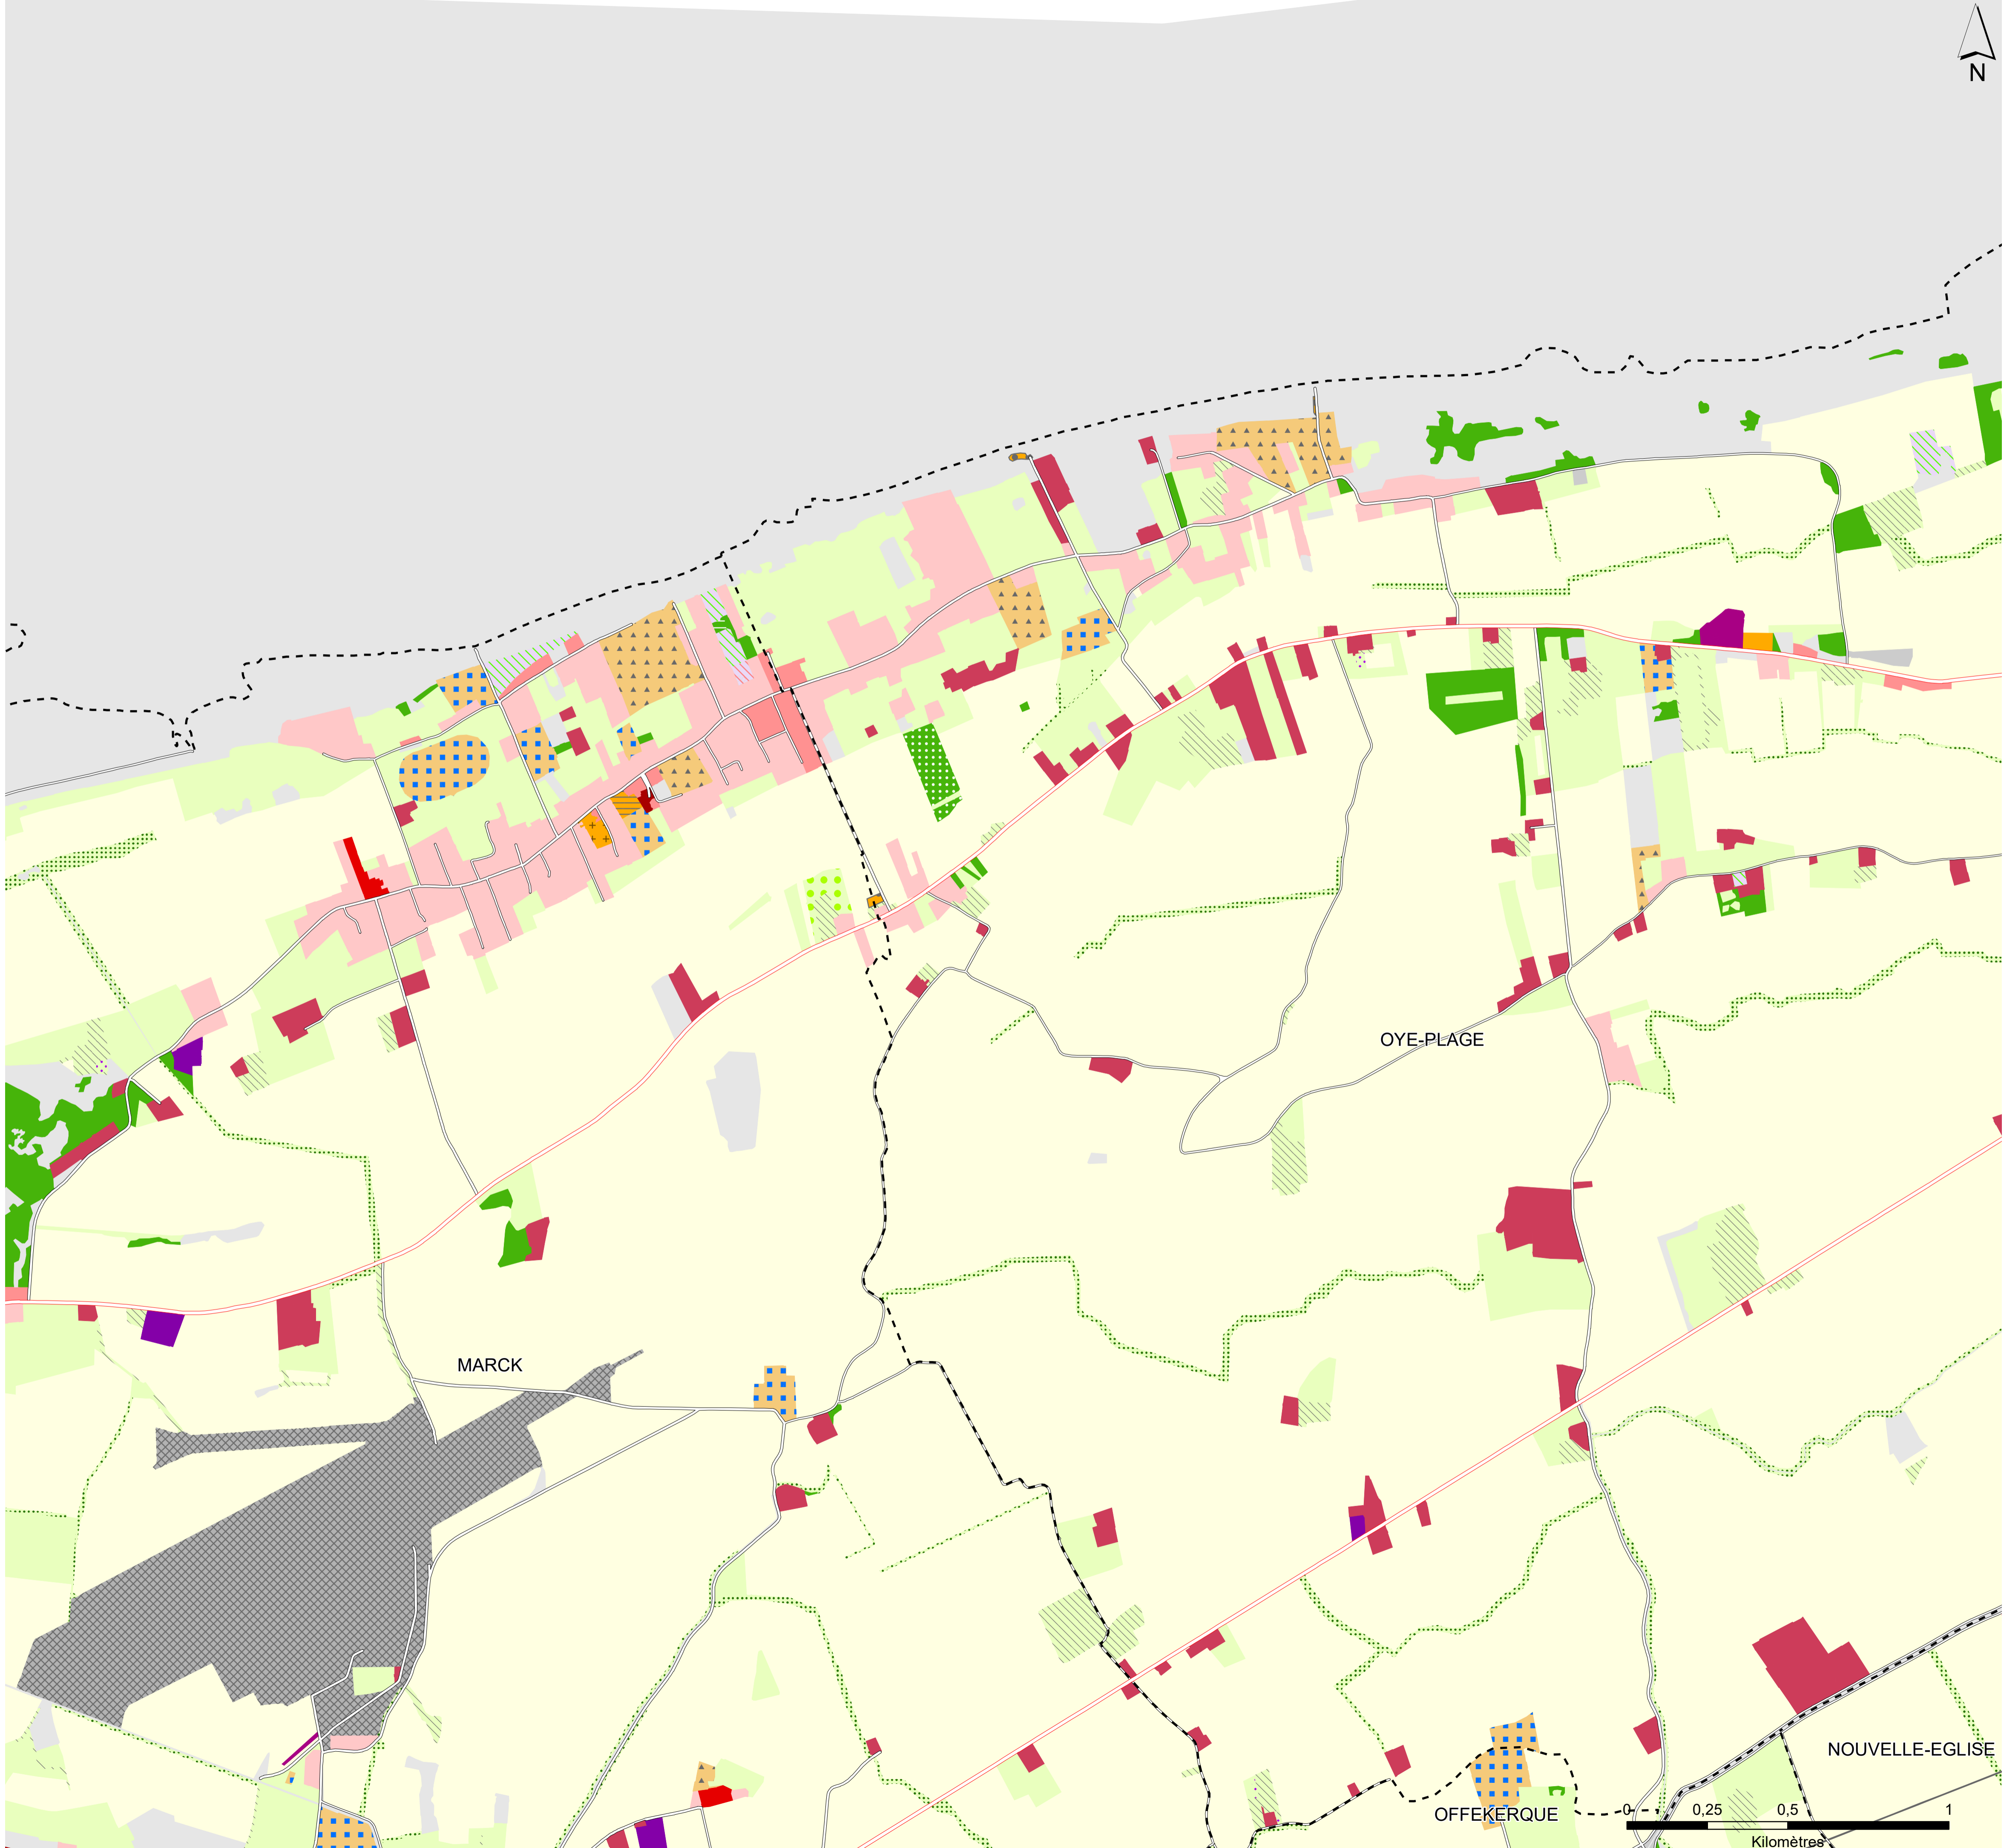 N
OYE-PLAGE
MARCK
NOUVELLE-EGLISE
OFFEKERQUE
0 0,25 0,5 1
Kilomètres